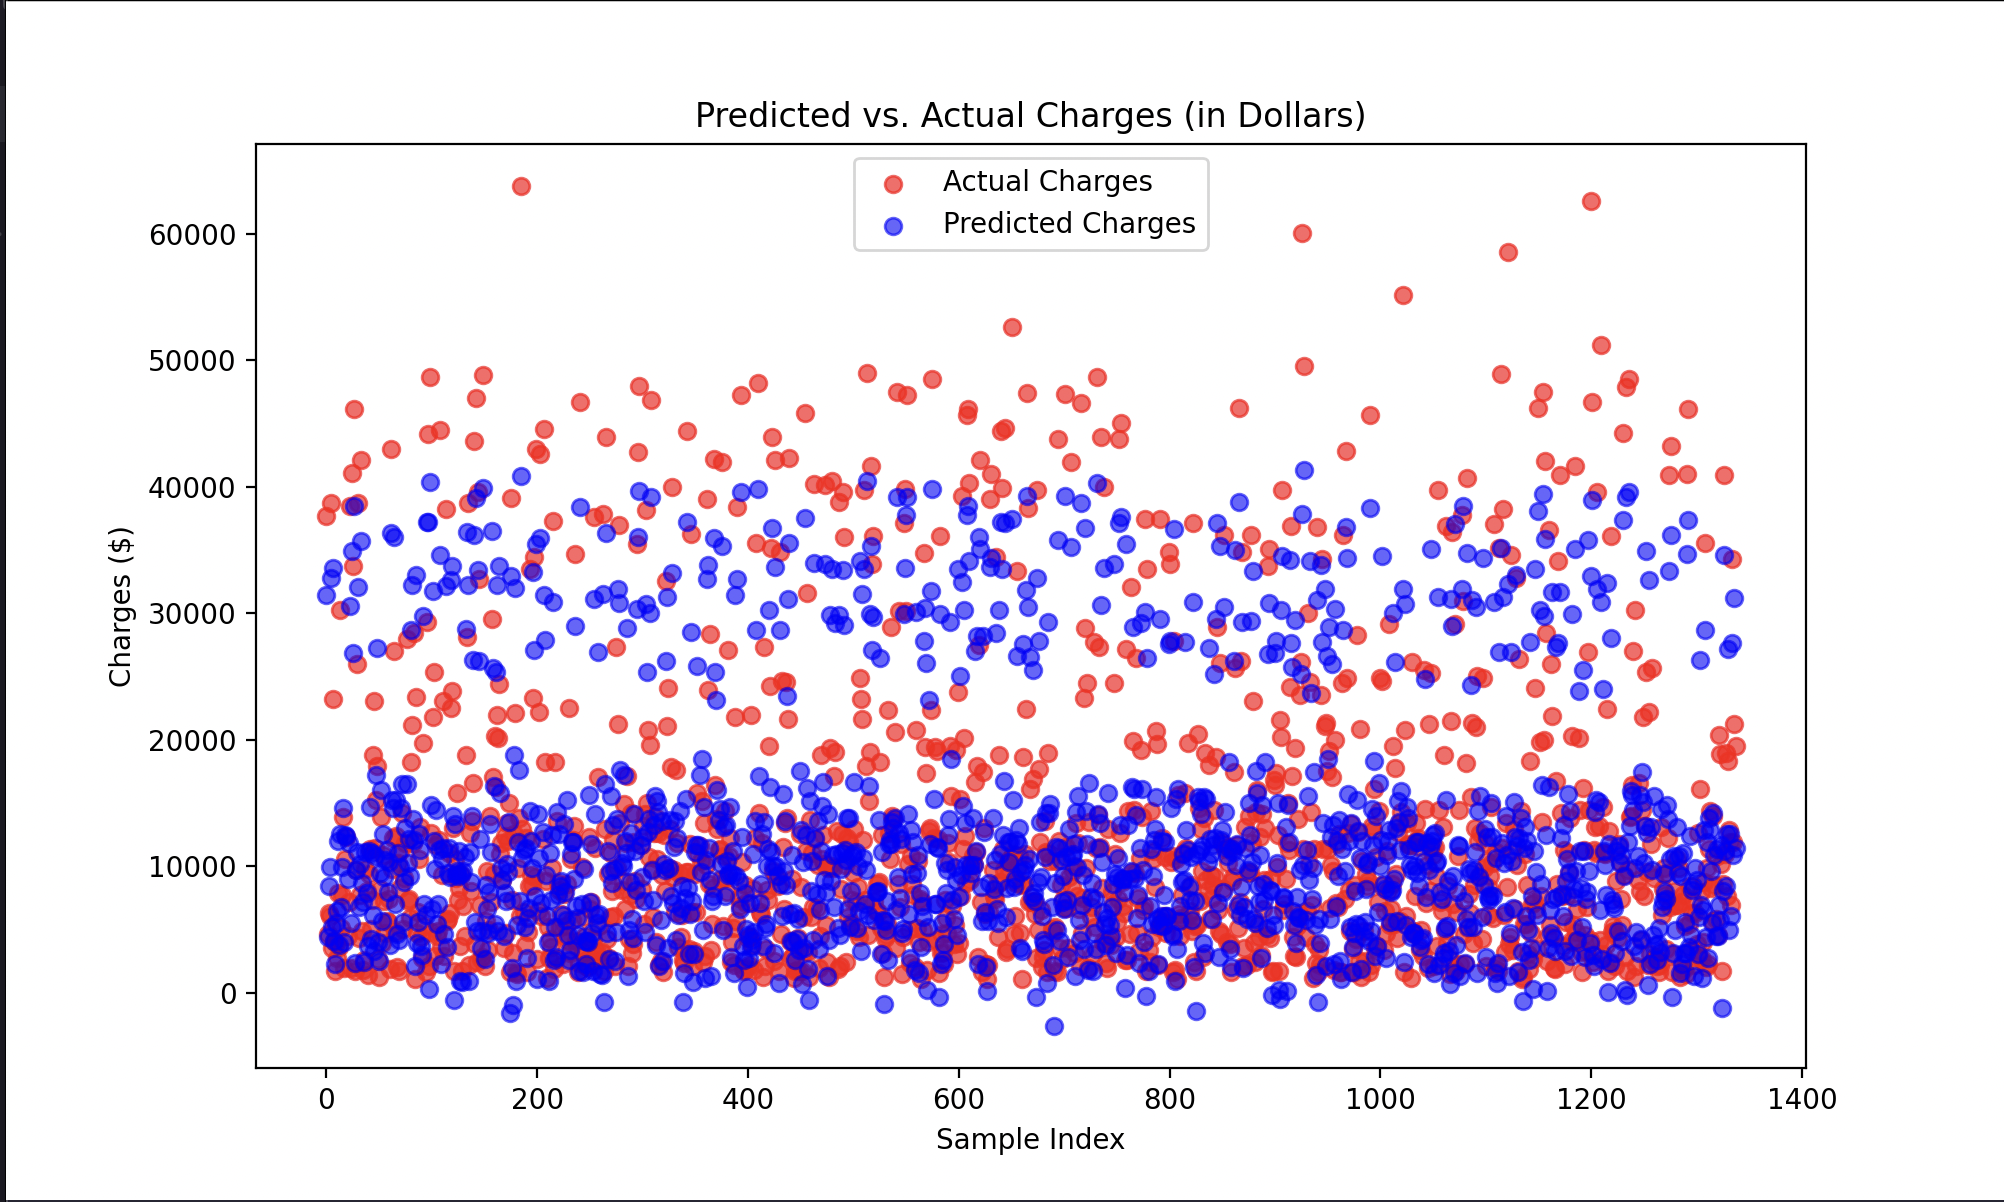 Predicted vs. Actual Charges (in Dollars)
Actual Charges
Predicted Charges
Charges ($)
60000
50000
40000
30000
20000
10000
0
0 200 400 600 800 1000 1200 1400
Sample Index